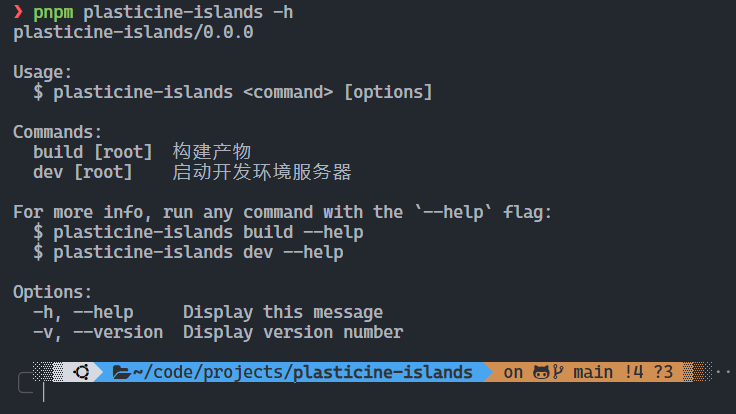 ❯ pnpm plasticine-islands -h
plasticine-islands/0.0.0
Usage:
$ plasticine-islands <command> [options]
Commands:
build [root]  构建产物
dev [root]    启动开发环境服务器
For more info, run any command with the `--help` flag:
$ plasticine-islands build --help
$ plasticine-islands dev --help
Options:
-h, --help     Display this message
-v, --version  Display version number
~/code/projects/plasticine-islands on main !4 ?3